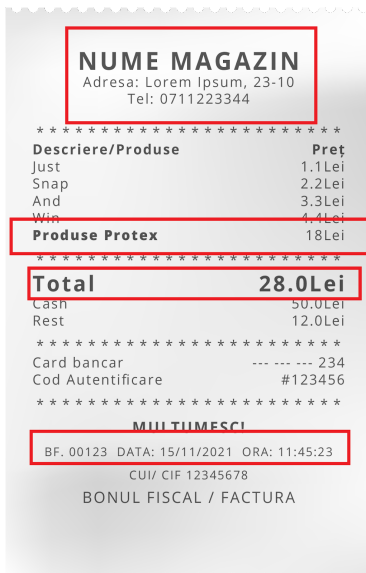 NUME MAGAZIN
Adresa: Lorem Ipsum, 23-10
Tel: 0711223344
* * * * * * * * * * * * * * * * * * * * * * * *
Descriere/Produse Preț
Just 1.1Lei
Snap 2.2Lei
And 3.3Lei
Win 4.4Lei
Produse Protex 18Lei
* * * * * * * * * * * * * * * * * * * * * * * *
Total 28.0Lei
Cash 50.0Lei
Rest 12.0Lei
* * * * * * * * * * * * * * * * * * * * * * * *
Card bancar --- --- --- 234
Cod Autentificare #123456
* * * * * * * * * * * * * * * * * * * * * * * *
MULTUMESC!
BF. 00123 DATA: 15/11/2021 ORA: 11:45:23
CUI/ CIF 12345678
BONUL FISCAL / FACTURA